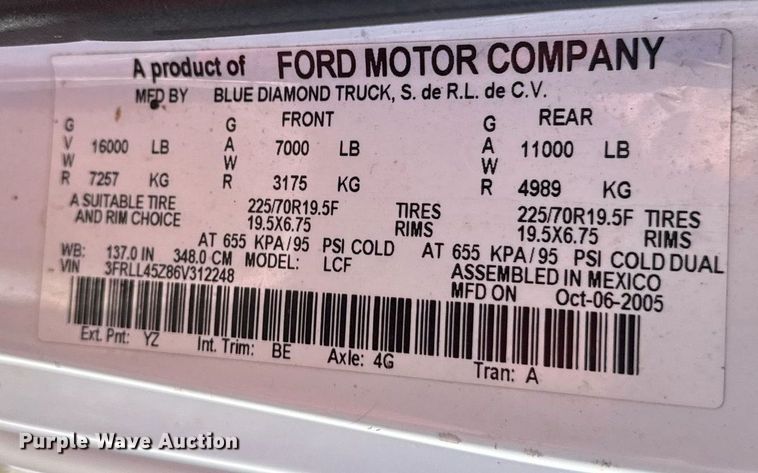 A product of FORD MOTOR COMPANY
MFD BY BLUE DIAMOND TRUCK, S. de R.L. de C.V.
GVWR 16000 LB 7257 KG
FRONT
GAWR 7000 LB 3175 KG
REAR
GAWR 11000 LB 4989 KG
A SUITABLE TIRE AND RIM CHOICE
225/70R19.5F TIRES 225/70R19.5F TIRES
19.5X6.75 RIMS 19.5X6.75 RIMS
AT 655 KPA/95 PSI COLD AT 655 KPA/95 PSI COLD DUAL
WB: 137.0 IN 348.0 CM MODEL: LCF ASSEMBLED IN MEXICO
VIN 3FRLL45Z86V312248 MFD ON Oct-06-2005
Ext. Pnt: YZ Int. Trim: BE Axle: 4G Tran: A
Purple Wave Auction